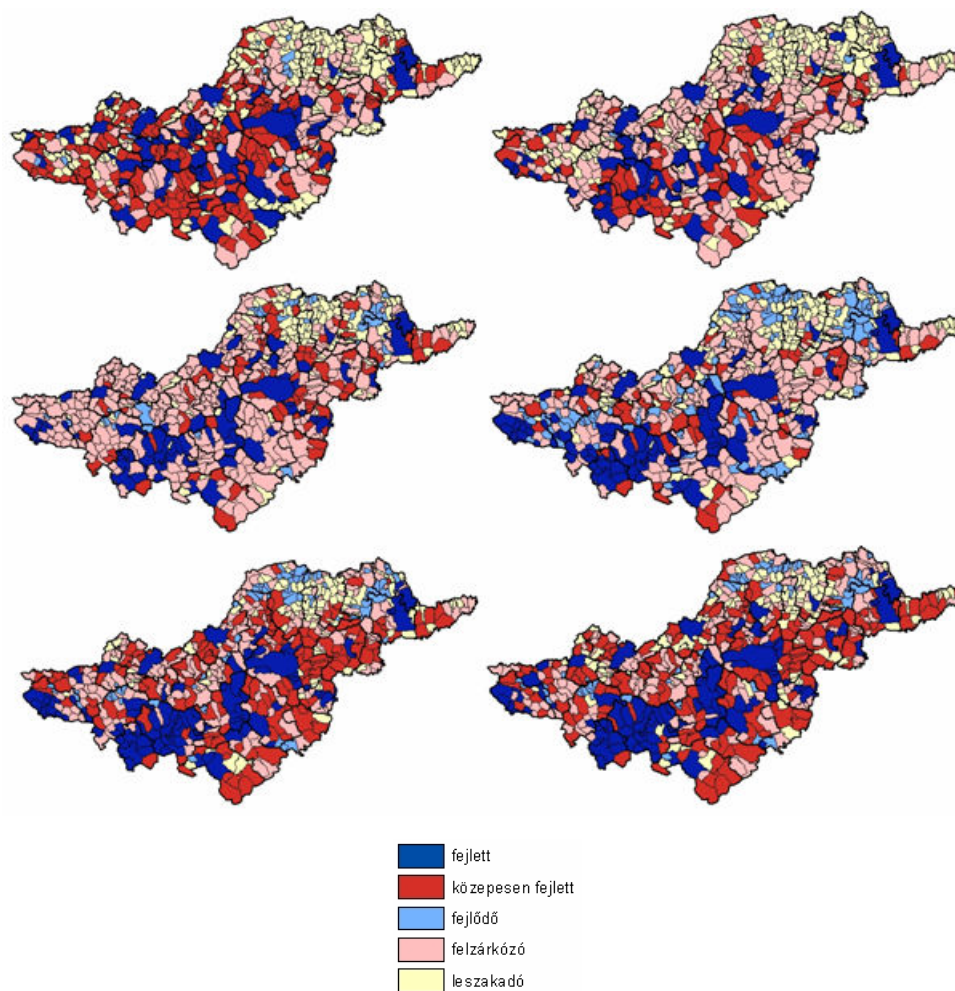 fejlett
közepesen fejlett
fejlődő
felzárkózó
leszakadó